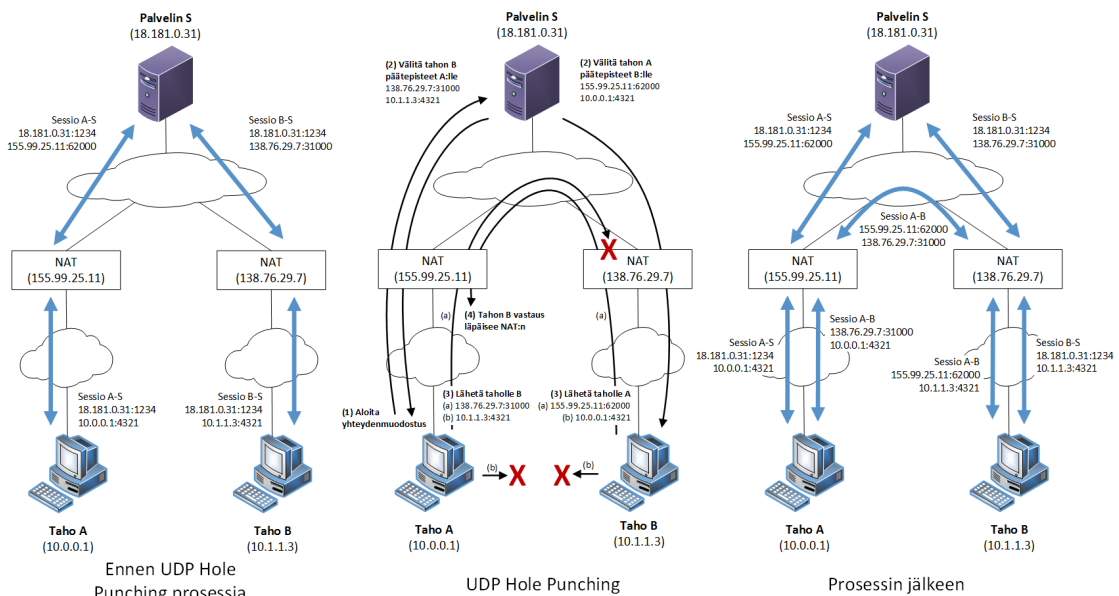 Palvelin S
(18.181.0.31)
Sessio A-S
18.181.0.31:1234
155.99.25.11:62000
Sessio B-S
18.181.0.31:1234
138.76.29.7:31000
NAT
(155.99.25.11)
NAT
(138.76.29.7)
Sessio A-S
18.181.0.31:1234
10.0.0.1:4321
Sessio B-S
18.181.0.31:1234
10.1.1.3:4321
Taho A
(10.0.0.1)
Taho B
(10.1.1.3)
Ennen UDP Hole
Punching prosessia
Palvelin S
(18.181.0.31)
(2) Välitä tahon B
päätepisteet A:lle
138.76.29.7:31000
10.1.1.3:4321
(2) Välitä tahon A
päätepisteet B:lle
155.99.25.11:62000
10.0.0.1:4321
NAT
(155.99.25.11)
X
NAT
(138.76.29.7)
(a)
(4) Tahon B vastaus
läpäisee NAT:n
(a)
(1) Aloita
yhteydenmuodostus
(3) Lähetä taholle B
(a) 138.76.29.7:31000
(b) 10.1.1.3:4321
(3) Lähetä taholle A
(a) 155.99.25.11:62000
(b) 10.0.0.1:4321
(b)
X
X
(b)
Taho A
(10.0.0.1)
Taho B
(10.1.1.3)
UDP Hole Punching
Palvelin S
(18.181.0.31)
Sessio A-S
18.181.0.31:1234
155.99.25.11:62000
Sessio B-S
18.181.0.31:1234
138.76.29.7:31000
Sessio A-B
155.99.25.11:62000
138.76.29.7:31000
NAT
(155.99.25.11)
NAT
(138.76.29.7)
Sessio A-B
138.76.29.7:31000
10.0.0.1:4321
Sessio A-S
18.181.0.31:1234
10.0.0.1:4321
Sessio B-S
18.181.0.31:1234
10.1.1.3:4321
Sessio A-B
155.99.25.11:62000
10.1.1.3:4321
Taho A
(10.0.0.1)
Taho B
(10.1.1.3)
Prosessin jälkeen